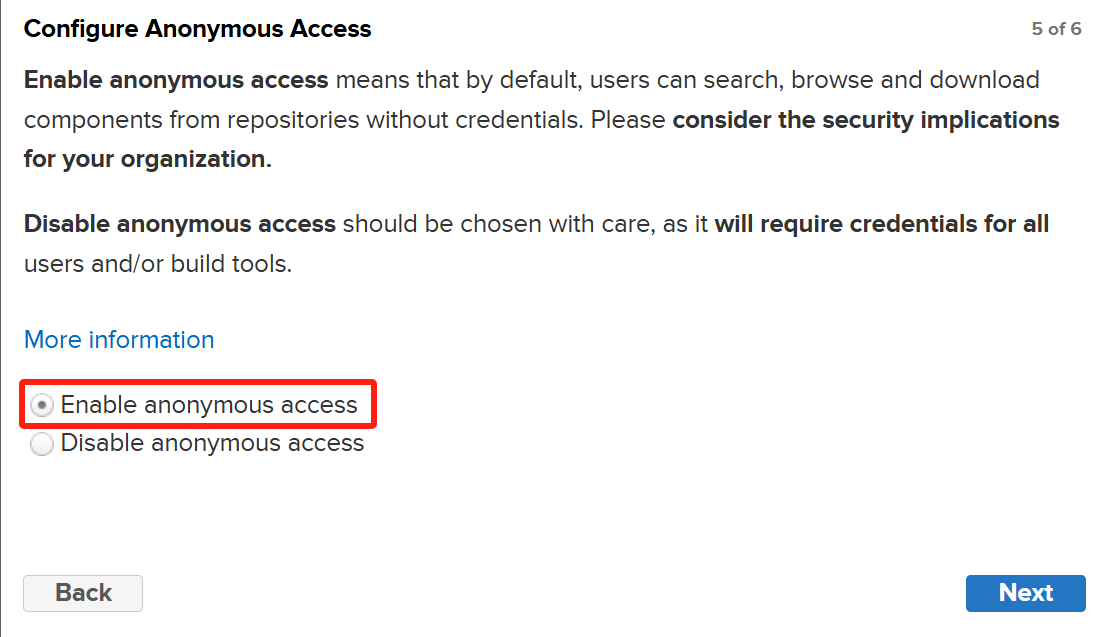 Configure Anonymous Access
5 of 6
Enable anonymous access means that by default, users can search, browse and download
components from repositories without credentials. Please consider the security implications
for your organization.
Disable anonymous access should be chosen with care, as it will require credentials for all
users and/or build tools.
More information
Enable anonymous access
Disable anonymous access
Back
Next